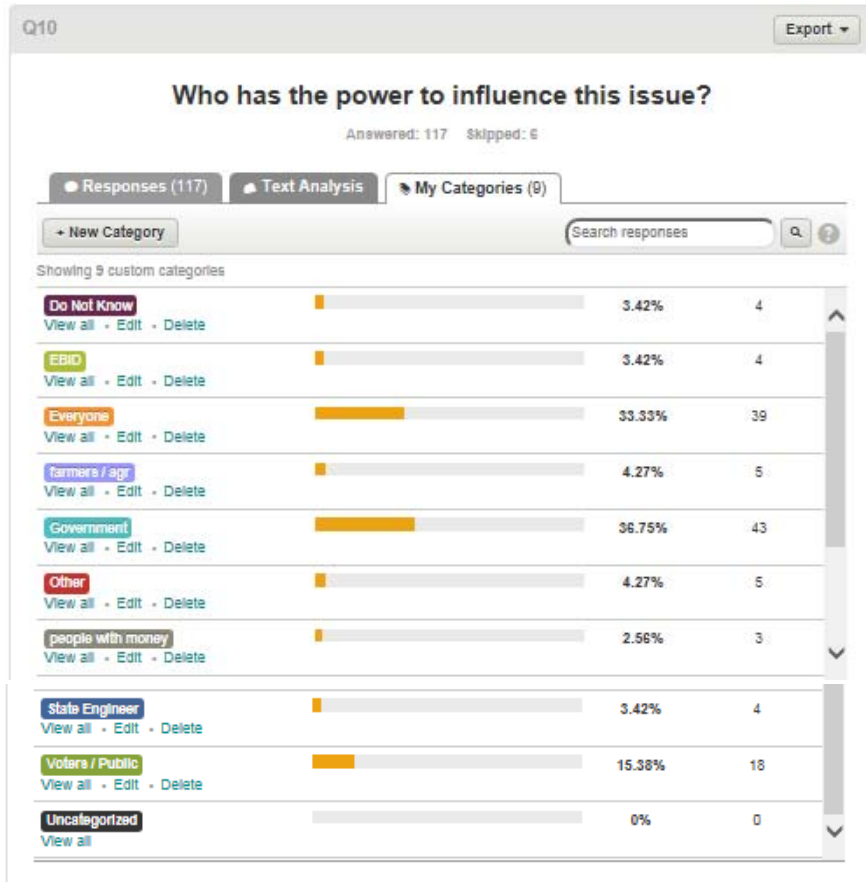 Q10 Export
Who has the power to influence this issue?
Answered: 117 Skipped: 6
Responses (117) Text Analysis My Categories (9)
+ New Category Search responses
Showing 9 custom categories
Do Not Know 3.42% 4
View all • Edit • Delete
EBID 3.42% 4
View all • Edit • Delete
Everyone 33.33% 39
View all • Edit • Delete
farmers / agr 4.27% 5
View all • Edit • Delete
Government 36.75% 43
View all • Edit • Delete
Other 4.27% 5
View all • Edit • Delete
people with money 2.56% 3
View all • Edit • Delete
State Engineer 3.42% 4
View all • Edit • Delete
Voters / Public 15.38% 18
View all • Edit • Delete
Uncategorized 0% 0
View all